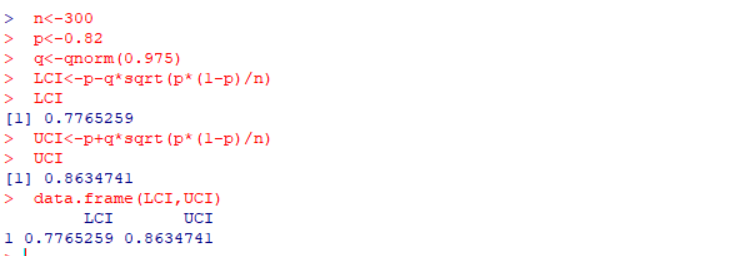 > n<-300
> p<-0.82
> q<-qnorm(0.975)
> LCI<-p-q*sqrt(p*(1-p)/n)
> LCI
[1] 0.7765259
> UCI<-p+q*sqrt(p*(1-p)/n)
> UCI
[1] 0.8634741
> data.frame(LCI,UCI)
LCI UCI
1 0.7765259 0.8634741
>